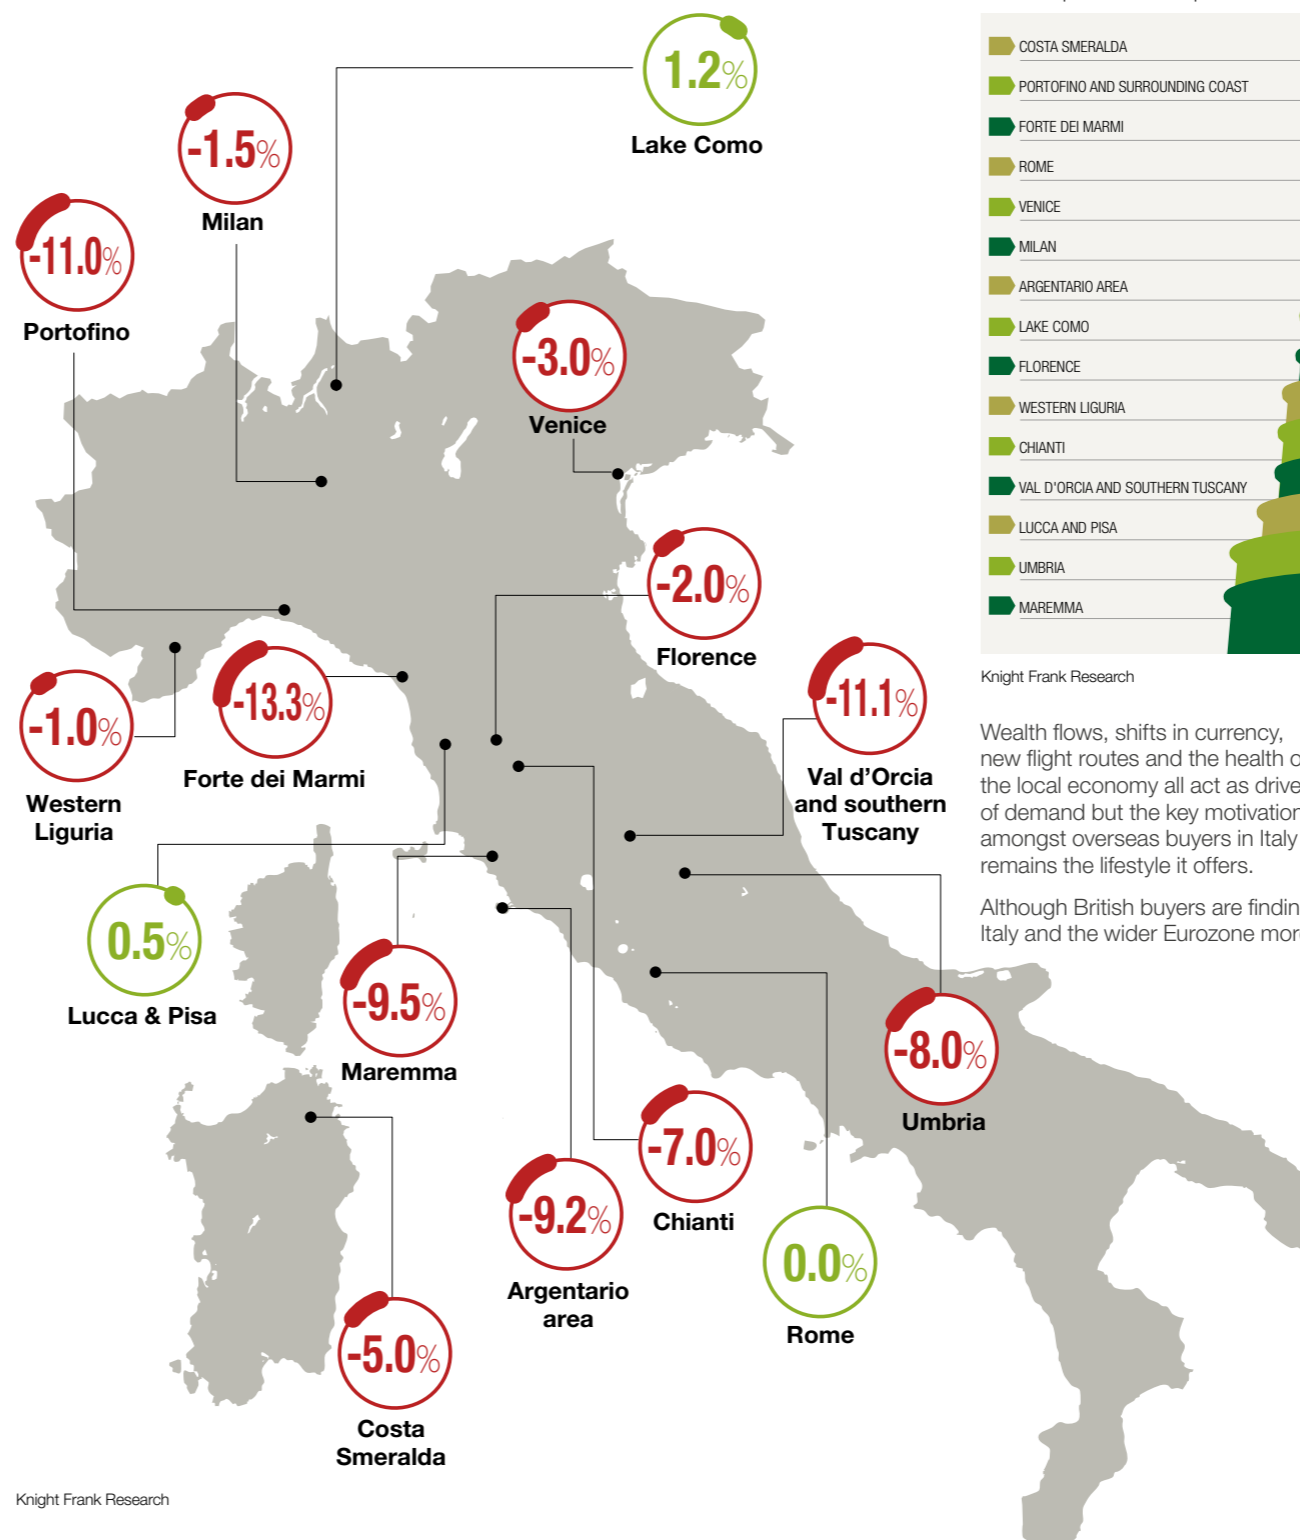 1.2%
Lake Como
-1.5%
Milan
-11.0%
Portofino
-3.0%
Venice
-2.0%
Florence
-1.0%
Western
Liguria
-13.3%
Forte dei Marmi
-11.1%
Val d’Orcia
and southern
Tuscany
0.5%
Lucca & Pisa
-9.5%
Maremma
-8.0%
Umbria
-7.0%
Chianti
-9.2%
Argentario
area
0.0%
Rome
-5.0%
Costa
Smeralda
Knight Frank Research
COSTA SMERALDA
PORTOFINO AND SURROUNDING COAST
FORTE DEI MARMI
ROME
VENICE
MILAN
ARGENTARIO AREA
LAKE COMO
FLORENCE
WESTERN LIGURIA
CHIANTI
VAL D'ORCIA AND SOUTHERN TUSCANY
LUCCA AND PISA
UMBRIA
MAREMMA
Knight Frank Research
Wealth flows, shifts in currency,
new flight routes and the health
the local economy all act as
of demand but the key motivation
amongst overseas buyers in Italy
remains the lifestyle it offers.
Although British buyers are
Italy and the wider Eurozone